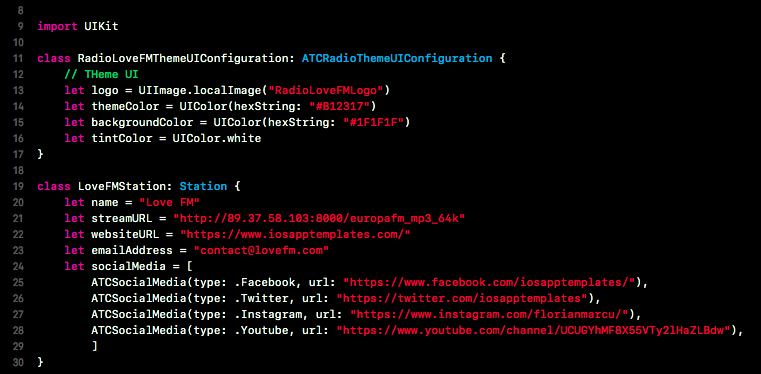 8
9 import UIKit
10
11 class RadioLoveFMThemeUIConfiguration: ATCRadioThemeUIConfiguration {
12 // THeme UI
13 let logo = UIImage.localImage("RadioLoveFMLogo")
14 let themeColor = UIColor(hexString: "#B12317")
15 let backgroundColor = UIColor(hexString: "#1F1F1F")
16 let tintColor = UIColor.white
17 }
18
19 class LoveFMStation: Station {
20 let name = "Love FM"
21 let streamURL = "http://89.37.58.103:8000/europafm_mp3_64k"
22 let websiteURL = "https://www.iosapptemplates.com/"
23 let emailAddress = "contact@lovefm.com"
24 let socialMedia = [
25 ATCSocialMedia(type: .Facebook, url: "https://www.facebook.com/iosapptemplates/"),
26 ATCSocialMedia(type: .Twitter, url: "https://twitter.com/iosapptemplates"),
27 ATCSocialMedia(type: .Instagram, url: "https://www.instagram.com/florianmarcu/"),
28 ATCSocialMedia(type: .Youtube, url: "https://www.youtube.com/channel/UCUGYhMFBX55VTy2lHaZLBdw"),
29 ]
30 }